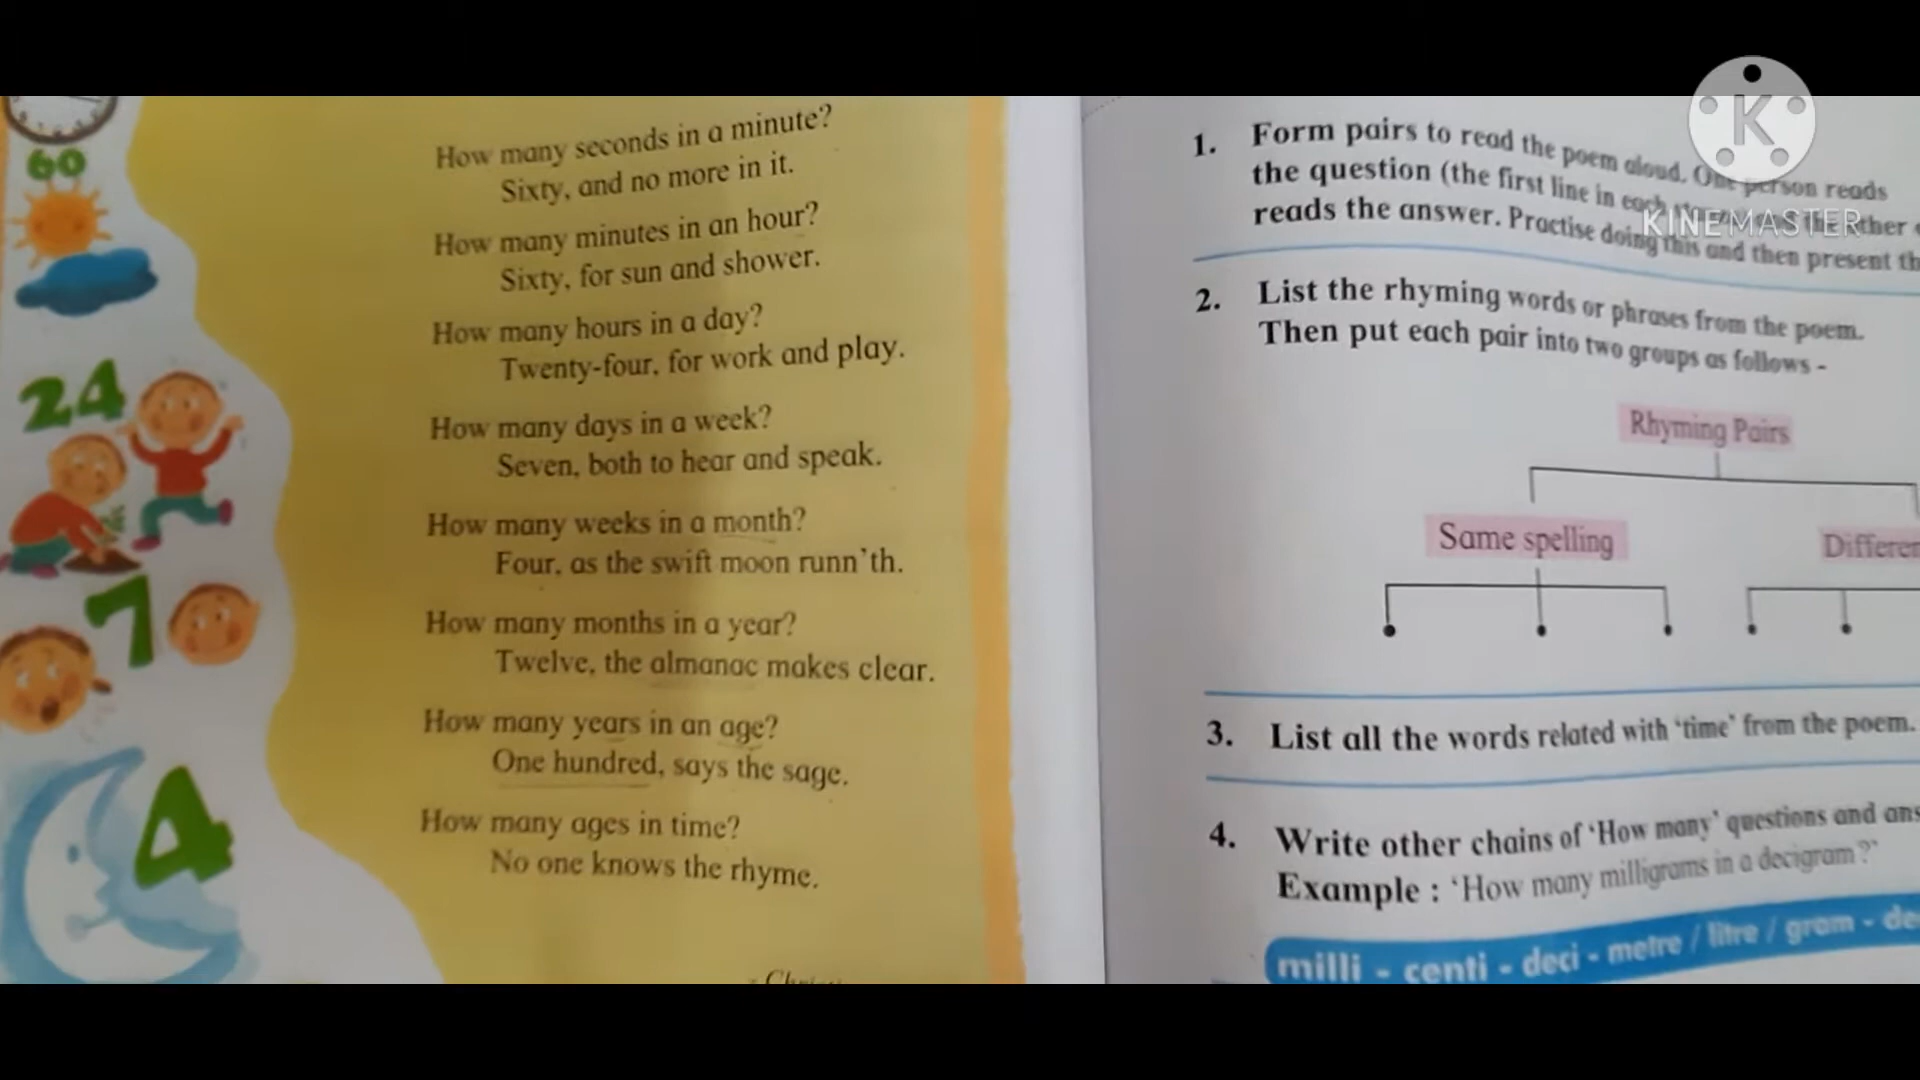 60
24
7
4
How many seconds in a minute?
Sixty, and no more in it.
How many minutes in an hour?
Sixty, for sun and shower.
How many hours in a day?
Twenty-four, for work and play.
How many days in a week?
Seven, both to hear and speak.
How many weeks in a month?
Four, as the swift moon runn'th.
How many months in a year?
Twelve, the almanac makes clear.
How many years in an age?
One hundred, says the sage.
How many ages in time?
No one knows the rhyme.
1. Form pairs to read the poem aloud. One person reads
the question (the first line in each the other
reads the answer. Practise doing this and then present th
2. List the rhyming words or phrases from the poem.
Then put each pair into two groups as follows -
Rhyming Pairs
Same spelling
Differen
3. List all the words related with 'time' from the poem.
4. Write other chains of 'How many' questions and ans
Example : 'How many milligrams in a decigram?'
milli - centi - deci - metre / litre / gram - de
K
KINEMASTER